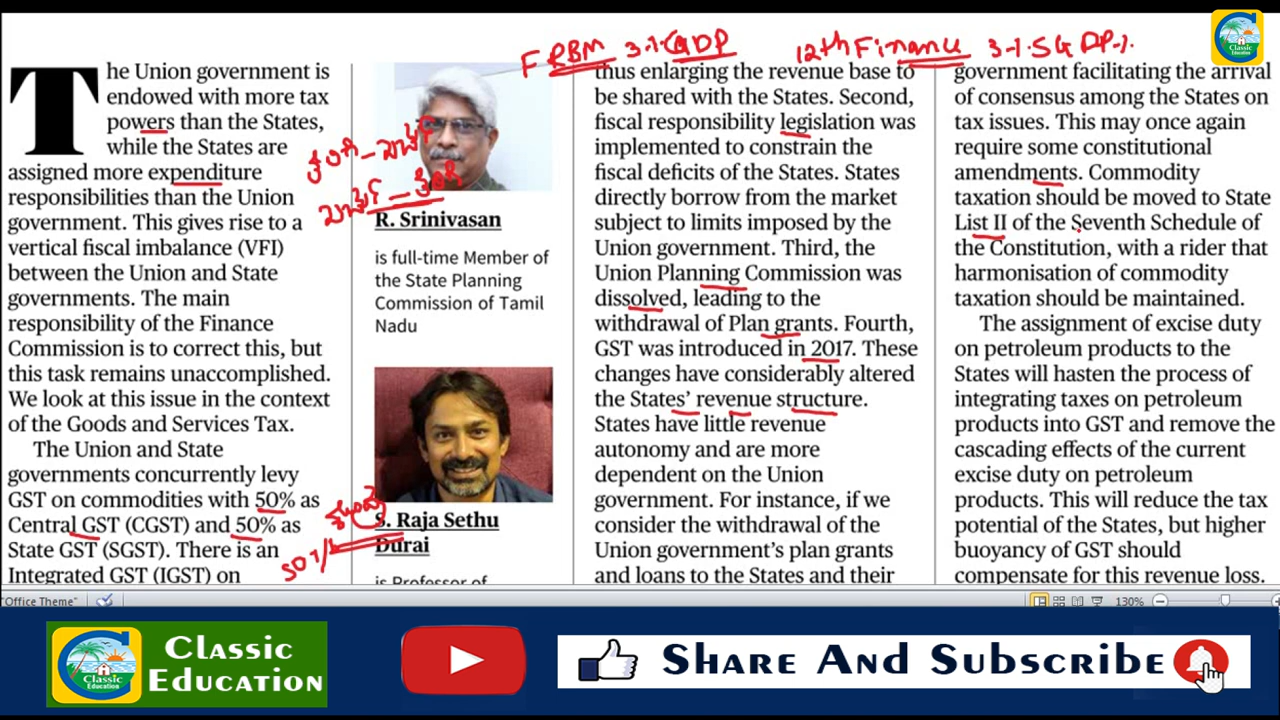 FRBM 3.1.GDP
12th Finance 3-1.SGDP-1.
Classic
Education
The Union government is
endowed with more tax
powers than the States,
while the States are
assigned more expenditure
responsibilities than the Union
government. This gives rise to a
vertical fiscal imbalance (VFI)
between the Union and State
governments. The main
responsibility of the Finance
Commission is to correct this, but
this task remains unaccomplished.
We look at this issue in the context
of the Goods and Services Tax.
The Union and State
governments concurrently levy
GST on commodities with 50% as
Central GST (CGST) and 50% as
State GST (SGST). There is an
Integrated GST (IGST) on
R. Srinivasan
is full-time Member of
the State Planning
Commission of Tamil
Nadu
S. Raja Sethu
Durai
is Professor of
thus enlarging the revenue base to
be shared with the States. Second,
fiscal responsibility legislation was
implemented to constrain the
fiscal deficits of the States. States
directly borrow from the market
subject to limits imposed by the
Union government. Third, the
Union Planning Commission was
dissolved, leading to the
withdrawal of Plan grants. Fourth,
GST was introduced in 2017. These
changes have considerably altered
the States’ revenue structure.
States have little revenue
autonomy and are more
dependent on the Union
government. For instance, if we
consider the withdrawal of the
Union government’s plan grants
and loans to the States and their
government facilitating the arrival
of consensus among the States on
tax issues. This may once again
require some constitutional
amendments. Commodity
taxation should be moved to State
List II of the Seventh Schedule of
the Constitution, with a rider that
harmonisation of commodity
taxation should be maintained.
The assignment of excise duty
on petroleum products to the
States will hasten the process of
integrating taxes on petroleum
products into GST and remove the
cascading effects of the current
excise duty on petroleum
products. This will reduce the tax
potential of the States, but higher
buoyancy of GST should
compensate for this revenue loss.
"Office Theme"
130%
Classic
Education
Classic
Education
Share And Subscribe